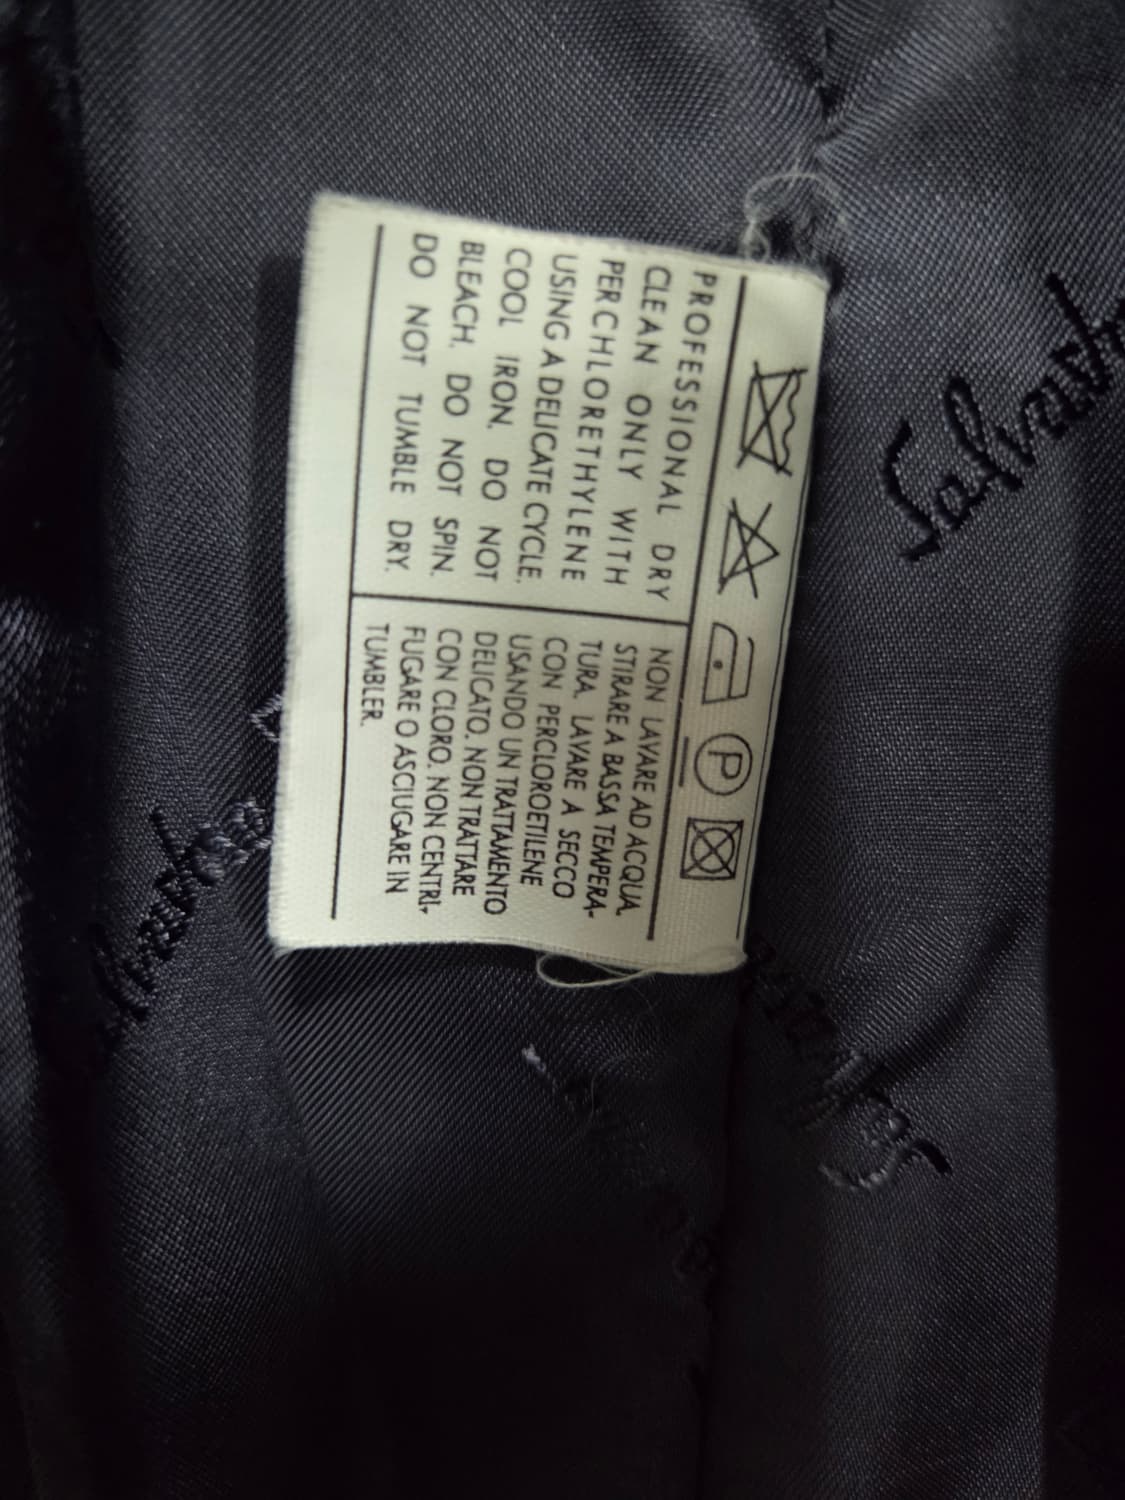 P
PROFESSIONAL DRY
CLEAN ONLY WITH
PERCHLORETHYLENE
USING A DELICATE CYCLE.
COOL IRON, DO NOT
BLEACH. DO NOT SPIN.
DO NOT TUMBLE DRY.
NON LAVARE AD ACQUA.
STIRARE A BASSA TEMPERA-
TURA. LAVARE A SECCO
CON PERCLOROETILENE
USANDO UN TRATTAMENTO
DELICATO. NON TRATTARE
CON CLORO. NON CENTRI-
FUGARE O ASCIUGARE IN
TUMBLER.